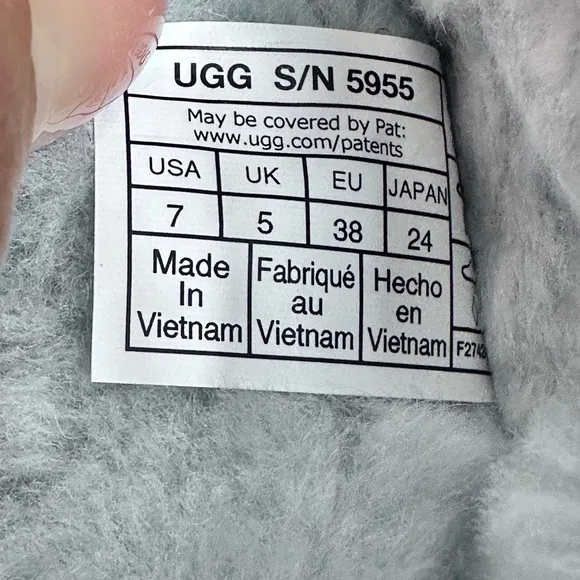 UGG S/N 5955
May be covered by Pat:
www.ugg.com/patents
USA UK EU JAPAN
7 5 38 24
Made Fabriqué Hecho
In au en
Vietnam Vietnam Vietnam